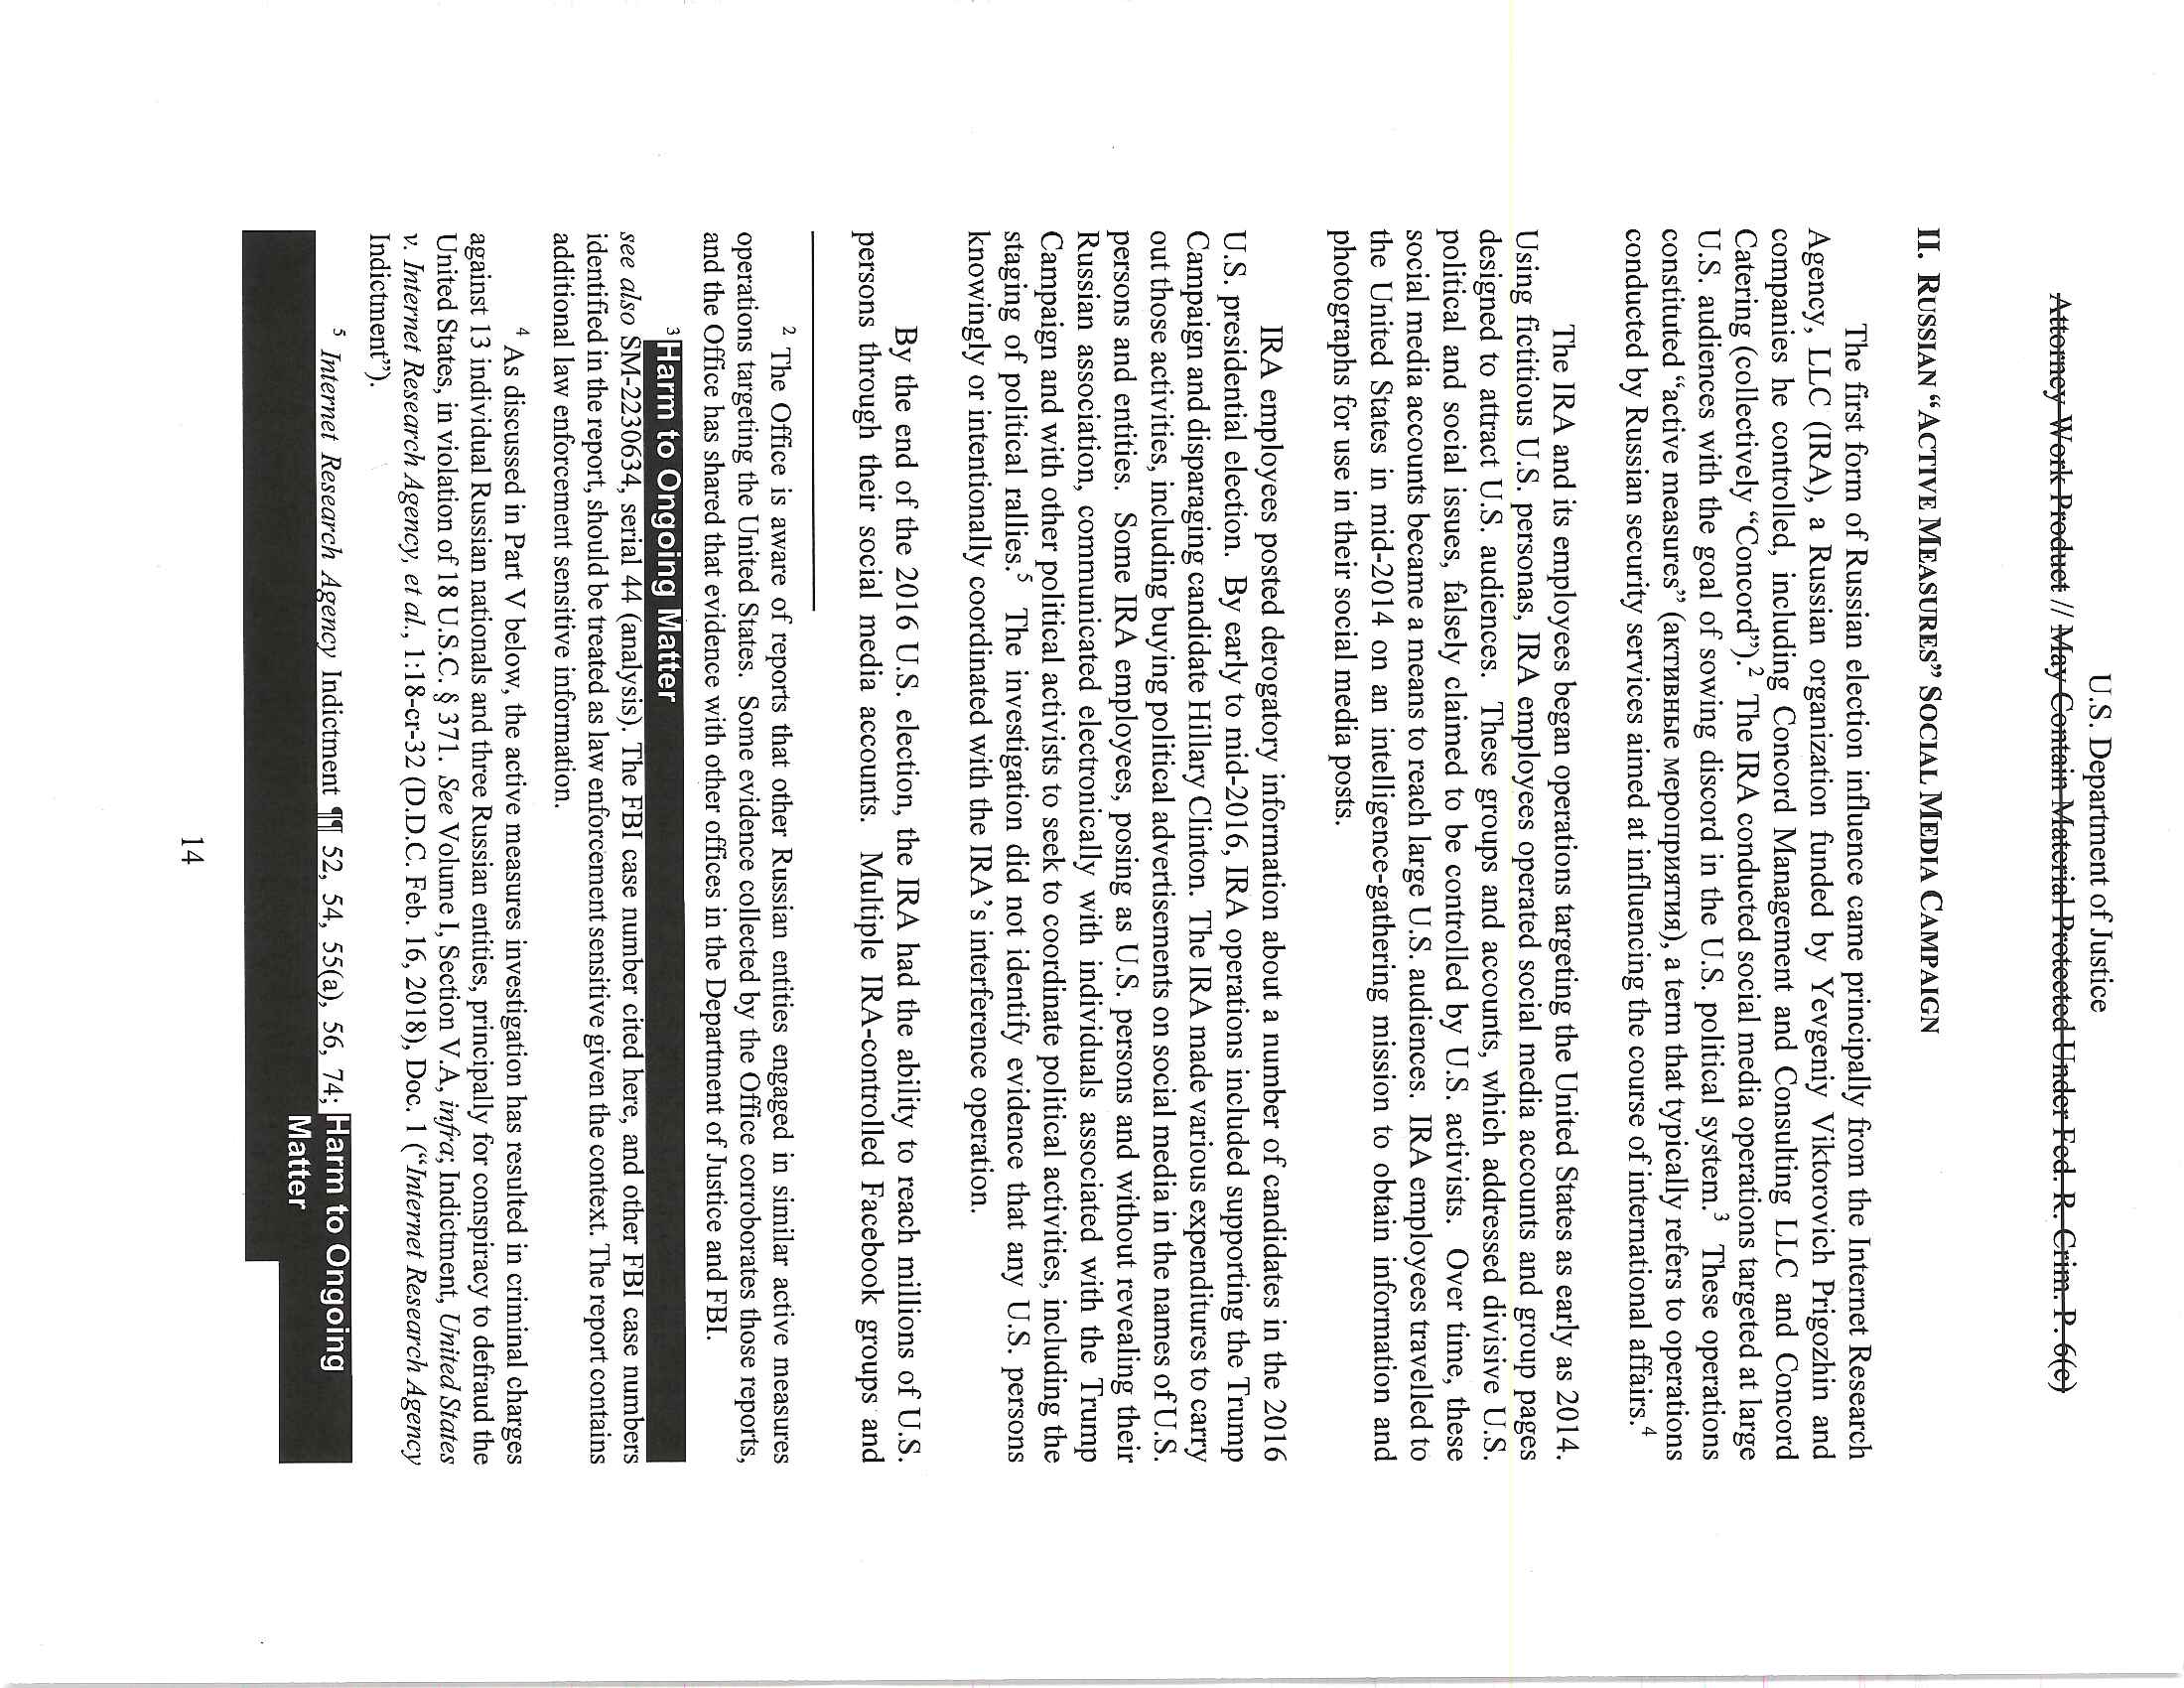 U.S. Department of Justice
Attorney Work Product // May Contain Material Protected Under Fed. R. Crim. P. 6(e)
II. RUSSIAN “ACTIVE MEASURES” SOCIAL MEDIA CAMPAIGN
The first form of Russian election influence came principally from the Internet Research
Agency, LLC (IRA), a Russian organization funded by Yevgeniy Viktorovich Prigozhin and
companies he controlled, including Concord Management and Consulting LLC and Concord
Catering (collectively “Concord”).2 The IRA conducted social media operations targeted at large
U.S. audiences with the goal of sowing discord in the U.S. political system.3 These operations
constituted “active measures” (активные мероприятия), a term that typically refers to operations
conducted by Russian security services aimed at influencing the course of international affairs.4
The IRA and its employees began operations targeting the United States as early as 2014.
Using fictitious U.S. personas, IRA employees operated social media accounts and group pages
designed to attract U.S. audiences. These groups and accounts, which addressed divisive U.S.
political and social issues, falsely claimed to be controlled by U.S. activists. Over time, these
social media accounts became a means to reach large U.S. audiences. IRA employees travelled to
the United States in mid-2014 on an intelligence-gathering mission to obtain information and
photographs for use in their social media posts.
IRA employees posted derogatory information about a number of candidates in the 2016
U.S. presidential election. By early to mid-2016, IRA operations included supporting the Trump
Campaign and disparaging candidate Hillary Clinton. The IRA made various expenditures to carry
out those activities, including buying political advertisements on social media in the names of U.S.
persons and entities. Some IRA employees, posing as U.S. persons and without revealing their
Russian association, communicated electronically with individuals associated with the Trump
Campaign and with other political activists to seek to coordinate political activities, including the
staging of political rallies.5 The investigation did not identify evidence that any U.S. persons
knowingly or intentionally coordinated with the IRA’s interference operation.
By the end of the 2016 U.S. election, the IRA had the ability to reach millions of U.S.
persons through their social media accounts. Multiple IRA-controlled Facebook groups and
2 The Office is aware of reports that other Russian entities engaged in similar active measures
operations targeting the United States. Some evidence collected by the Office corroborates those reports,
and the Office has shared that evidence with other offices in the Department of Justice and FBI.
3 Harm to Ongoing Matter
see also SM-2230634, serial 44 (analysis). The FBI case number cited here, and other FBI case numbers
identified in the report, should be treated as law enforcement sensitive given the context. The report contains
additional law enforcement sensitive information.
4 As discussed in Part V below, the active measures investigation has resulted in criminal charges
against 13 individual Russian nationals and three Russian entities, principally for conspiracy to defraud the
United States, in violation of 18 U.S.C. § 371. See Volume I, Section V.A, infra; Indictment, United States
v. Internet Research Agency, et al., 1:18-cr-32 (D.D.C. Feb. 16, 2018), Doc. 1 (“Internet Research Agency
Indictment”).
5 Internet Research Agency Indictment ¶¶ 52, 54, 55(a), 56, 74; Harm to Ongoing
Matter
14